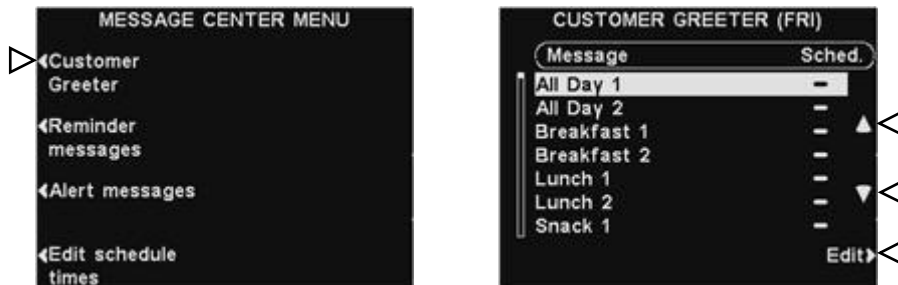 MESSAGE CENTER MENU
Customer
Greeter
Reminder
messages
Alert messages
Edit schedule
times
CUSTOMER GREETER (FRI)
Message Sched.
All Day 1 –
All Day 2 –
Breakfast 1 –
Breakfast 2 –
Lunch 1 –
Lunch 2 –
Snack 1 –
Edit